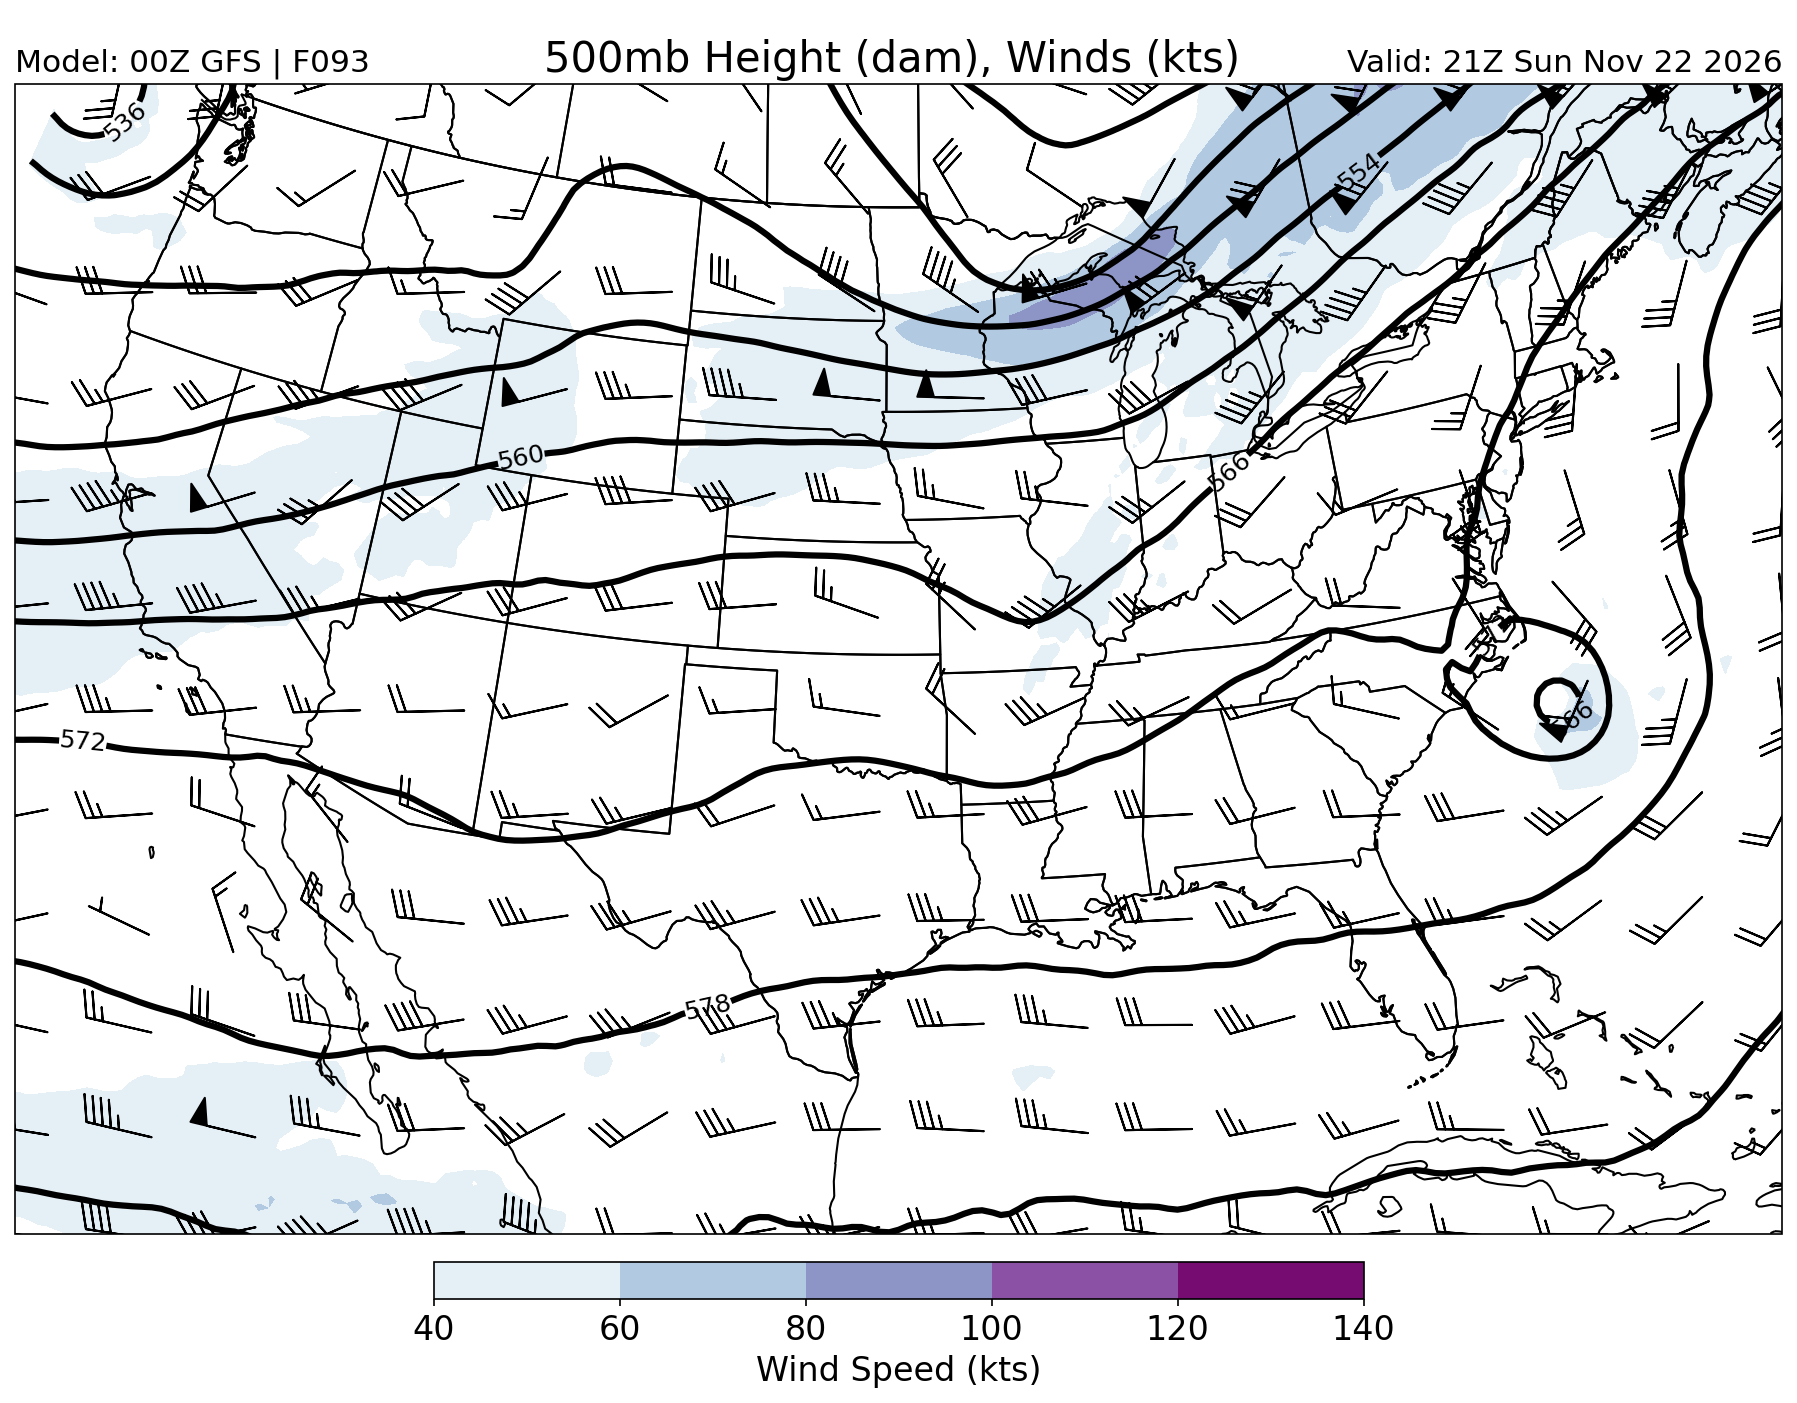 Model: 00Z GFS | F093
500mb Height (dam), Winds (kts)
Valid: 21Z Sun Nov 22 2026
536
554
560
566
566
572
578
40 60 80 100 120 140
Wind Speed (kts)